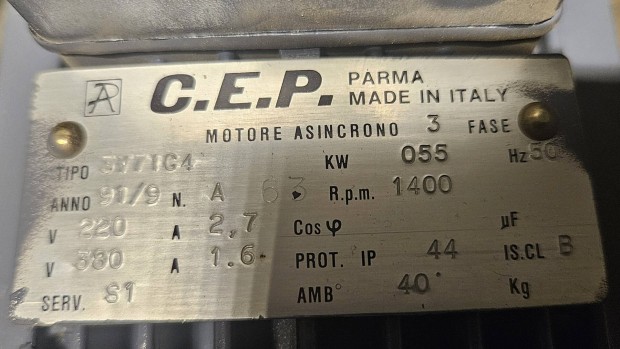 C.E.P. PARMA
MADE IN ITALY
MOTORE ASINCRONO 3 FASE
TIPO KW 055 Hz 50
ANNO 91/9 N. A 63 R.p.m. 1400
V 220 A 2,7 Cos φ µF
V 380 A 1.6 PROT. IP 44 IS.CL B
SERV. S1 AMB° 40° Kg